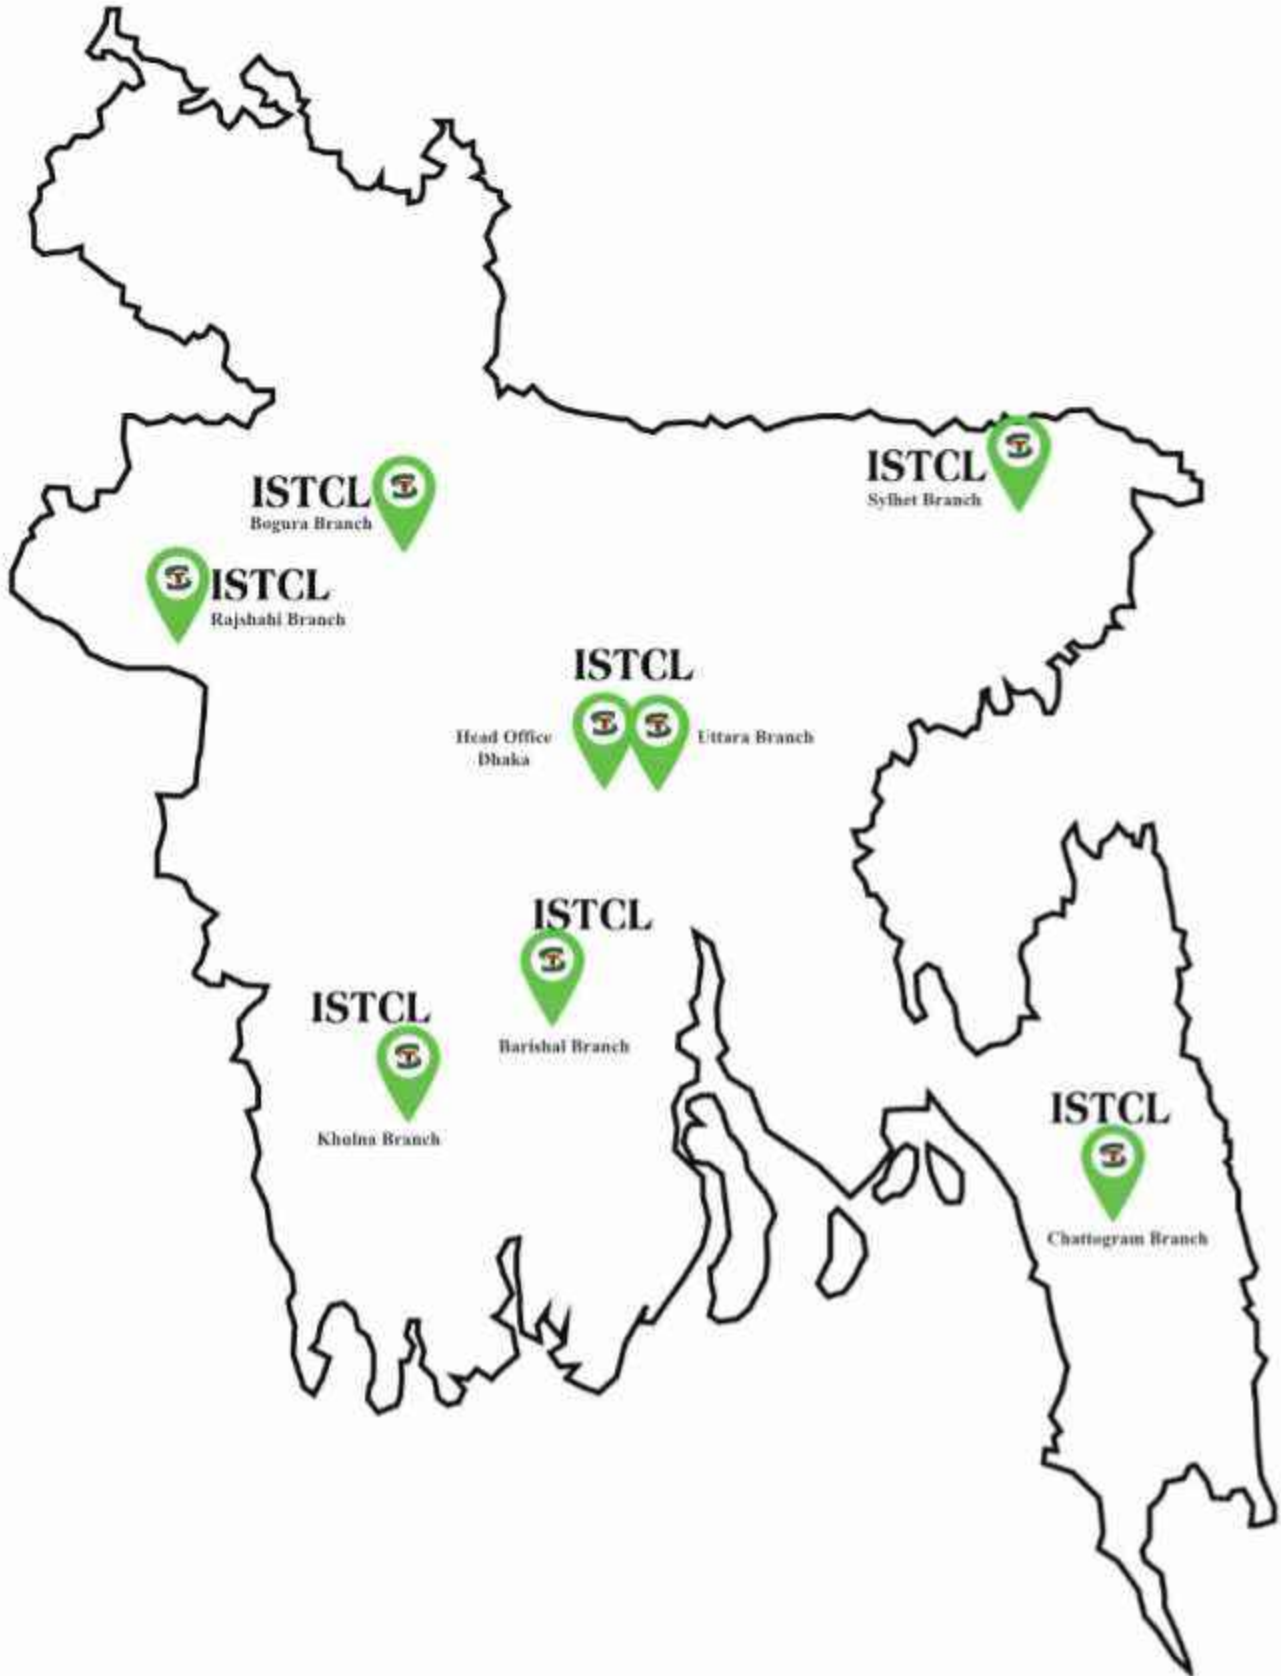 ISTCL
Sylhet Branch
ISTCL
Bogura Branch
ISTCL
Rajshahi Branch
ISTCL
Head Office
Dhaka
Uttara Branch
ISTCL
Barishal Branch
ISTCL
Khulna Branch
ISTCL
Chattogram Branch